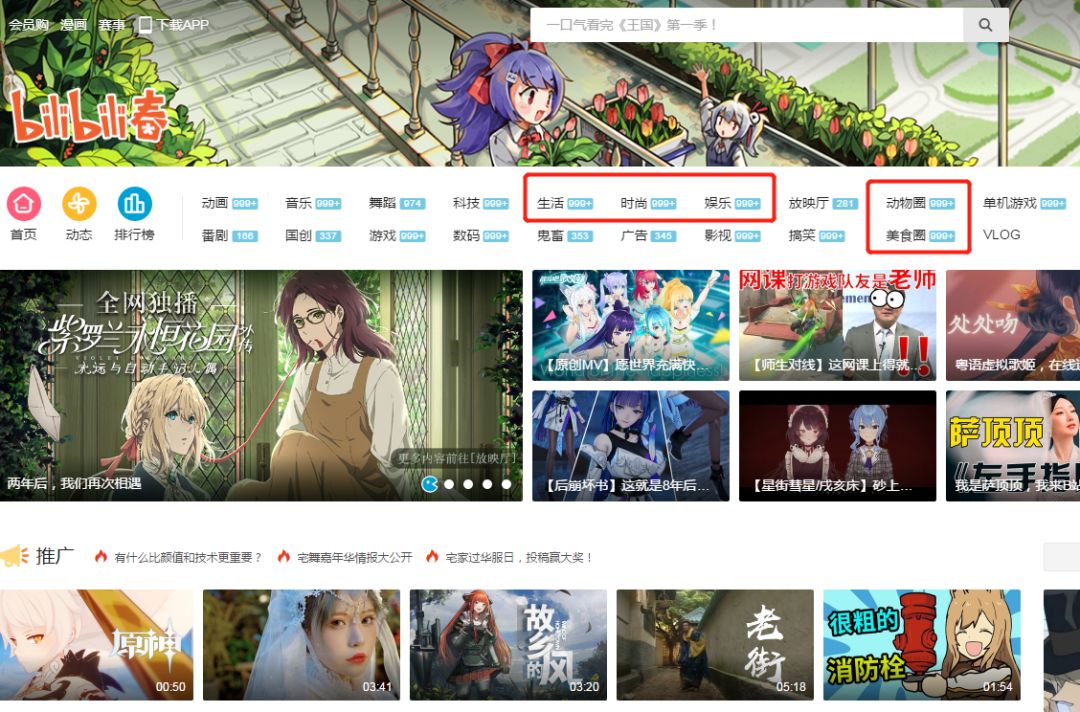 会员购 漫画 赛事 下载APP
一口气看完《王国》第一季！
bilibili春
动画 999+ 音乐 999+ 舞蹈 974 科技 999+ 生活 999+ 时尚 999+ 娱乐 999+ 放映厅 281 动物圈 999+ 单机游戏 999+
首页 动态 排行榜
番剧 166 国创 337 游戏 999+ 数码 999+ 鬼畜 353 广告 345 影视 999+ 搞笑 999+ 美食圈 999+ VLOG
全网独播
紫罗兰永恒花园外传
VIOLET EVERGARDEN
永远与自动手记人偶
更多内容前往[放映厅]
两年后，我们再次相遇
【原创MV】愿世界充满快...
网课打游戏队友是老师
!!
【师生对线】这网课上得就...
处处吻
粤语虚拟歌姬，在线
【后崩坏书】这就是8年后...
【星街彗星/戌亥床】砂上...
萨顶顶
《左手指
我是萨顶顶，我来B站
推广 有什么比颜值和技术更重要？ 宅舞嘉年华情报大公开 宅家过华服日，投稿赢大奖！
原神
00:50
03:41
故乡的风
03:20
老街
05:18
很粗的
消防栓
01:54